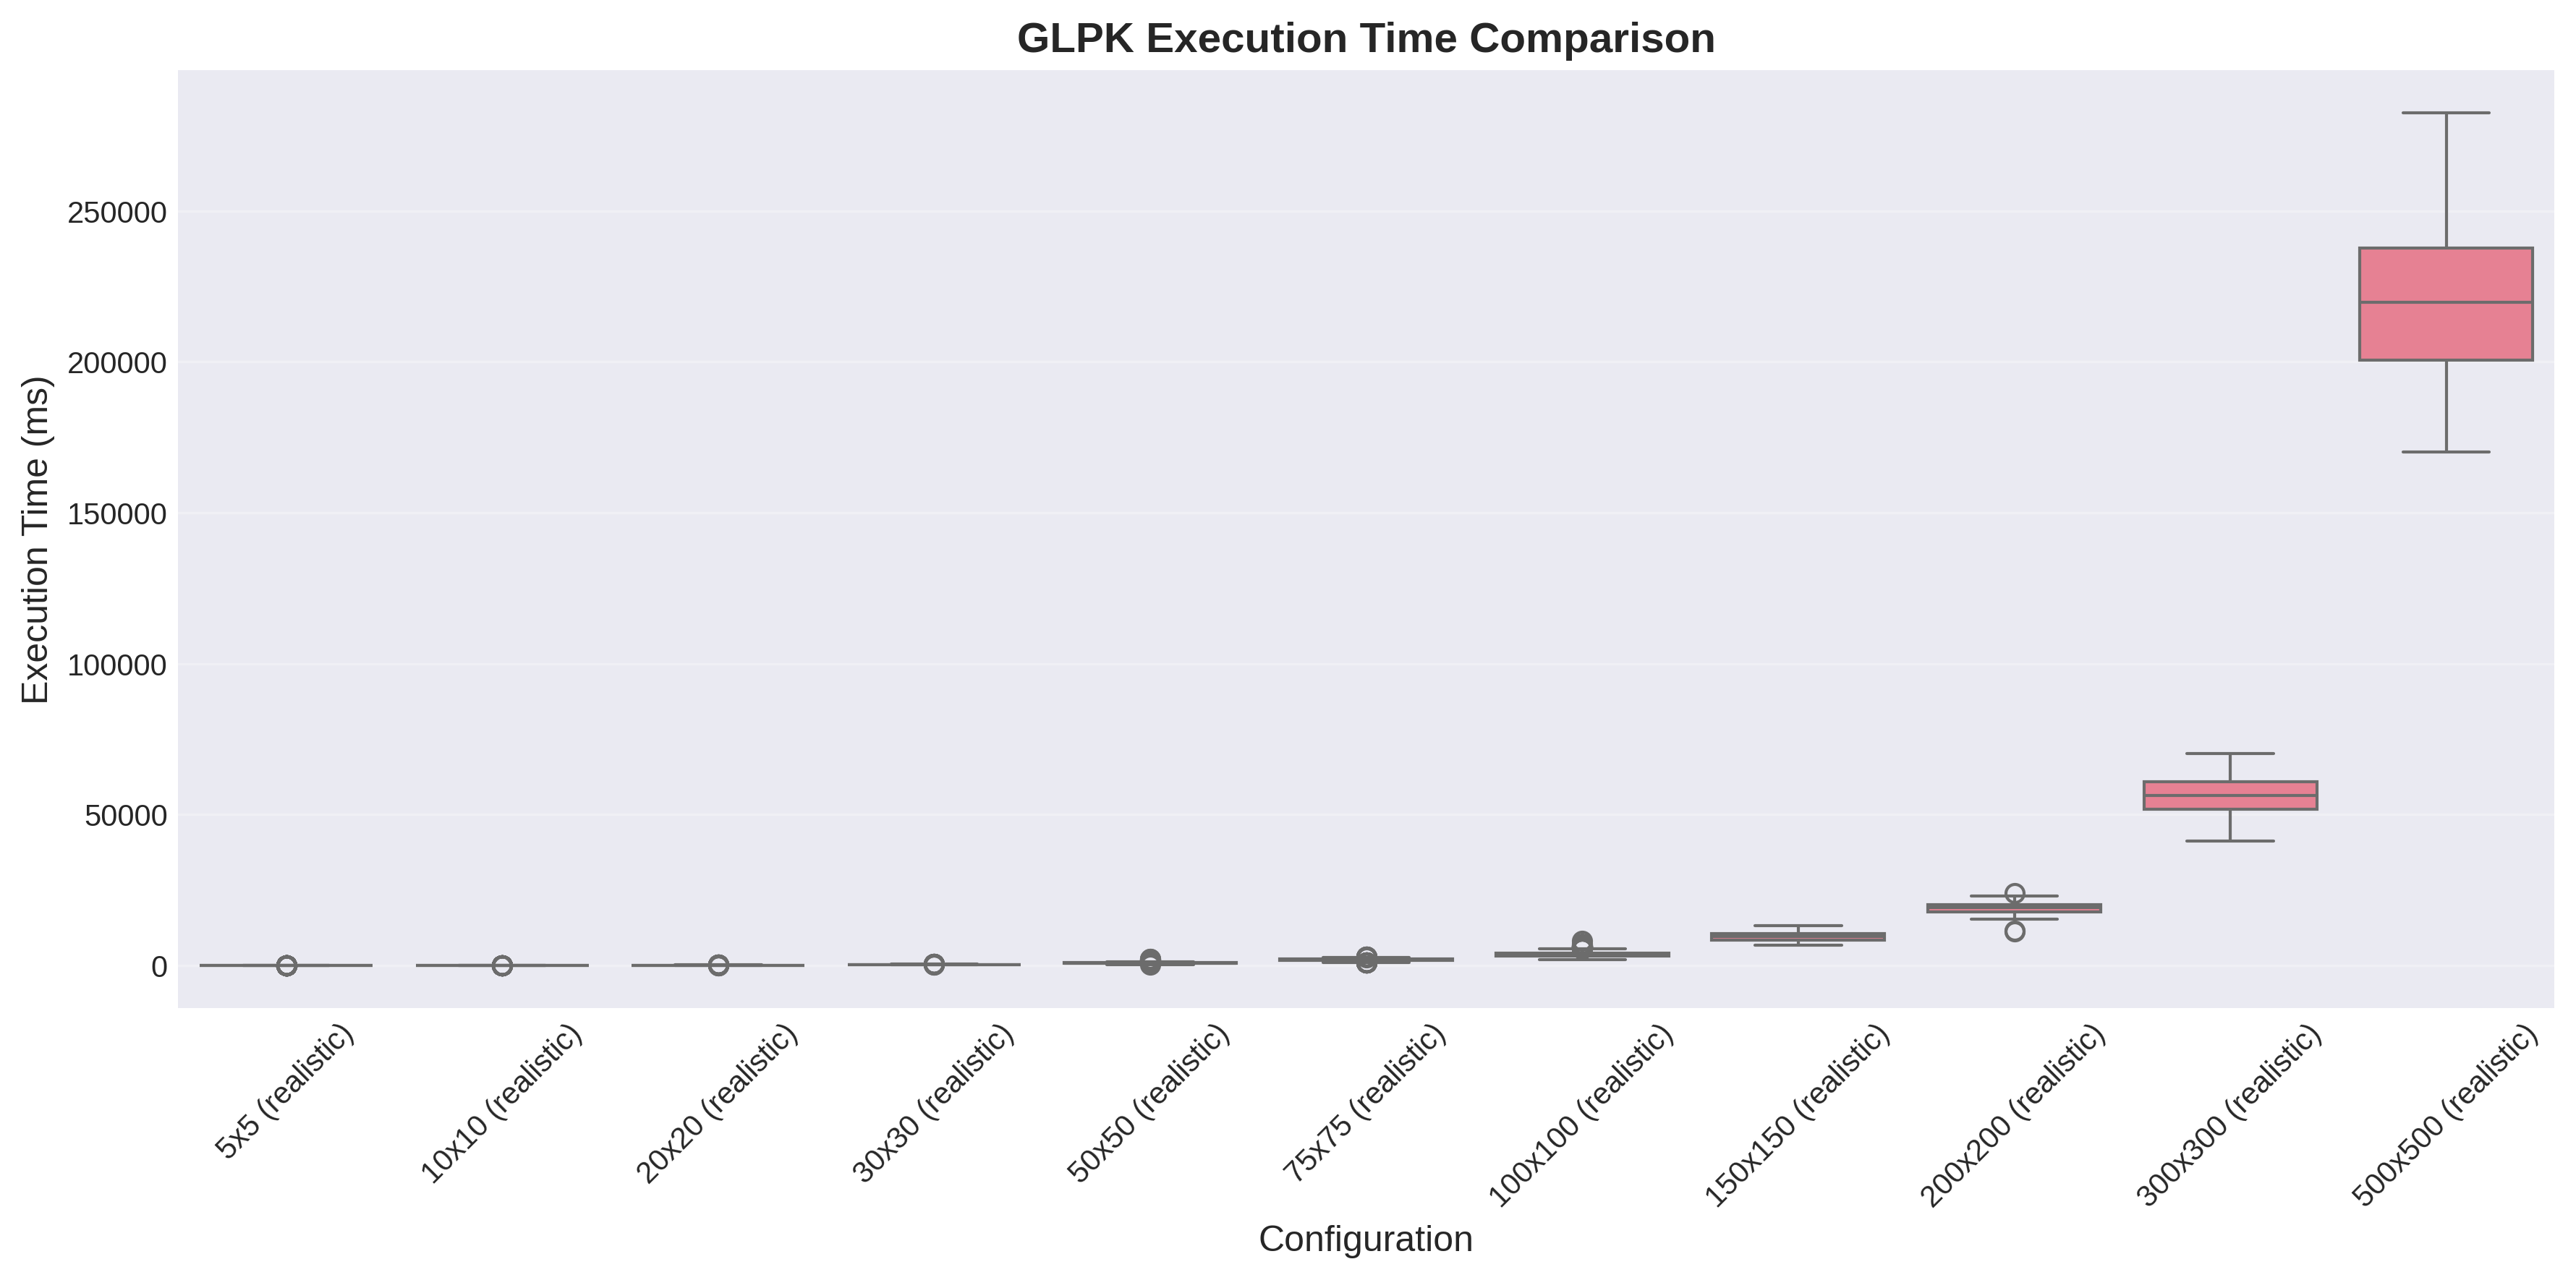 GLPK Execution Time Comparison
Execution Time (ms)
250000
200000
150000
100000
50000
0
5x5 (realistic)
10x10 (realistic)
20x20 (realistic)
30x30 (realistic)
50x50 (realistic)
75x75 (realistic)
100x100 (realistic)
150x150 (realistic)
200x200 (realistic)
300x300 (realistic)
500x500 (realistic)
Configuration